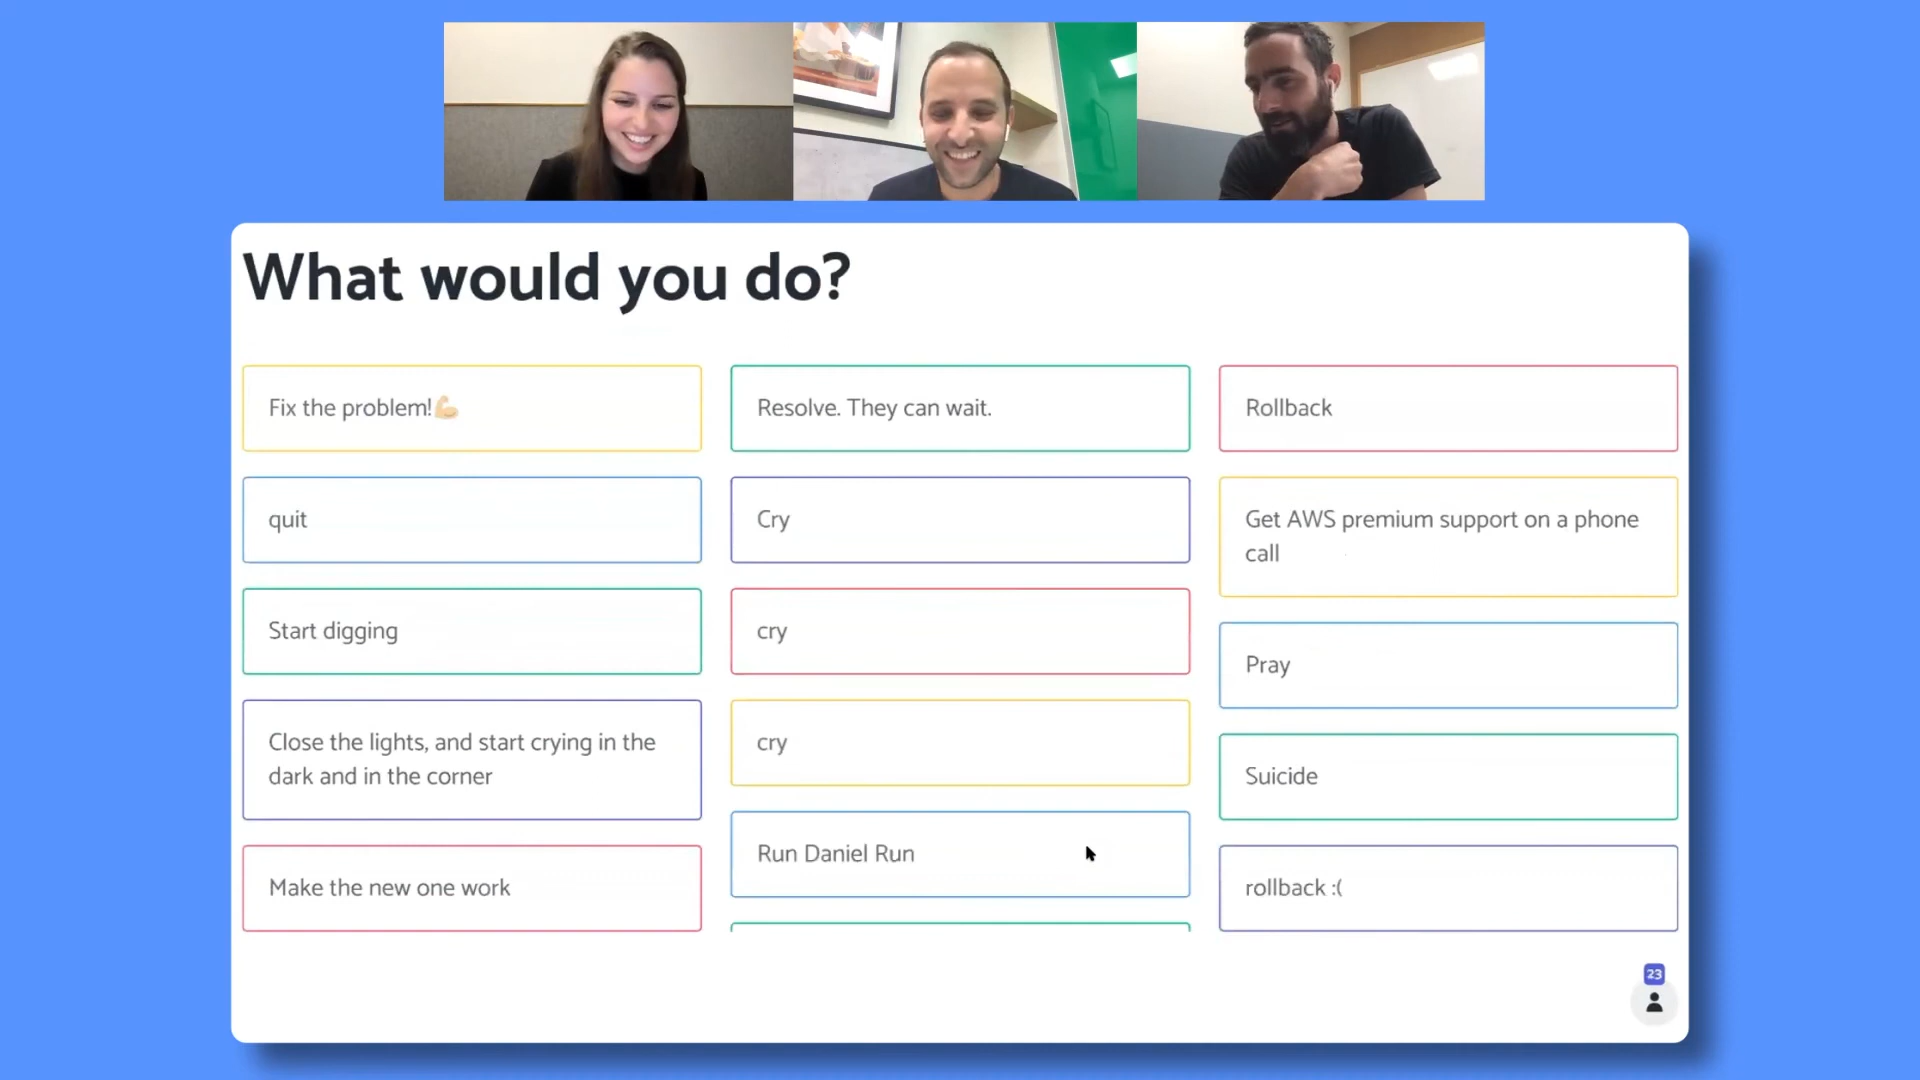 What would you do?
Fix the problem!💪🏼
quit
Start digging
Close the lights, and start crying in the
dark and in the corner
Make the new one work
Resolve. They can wait.
Cry
cry
cry
Run Daniel Run
Rollback
Get AWS premium support on a phone
call
Pray
Suicide
rollback :(
23